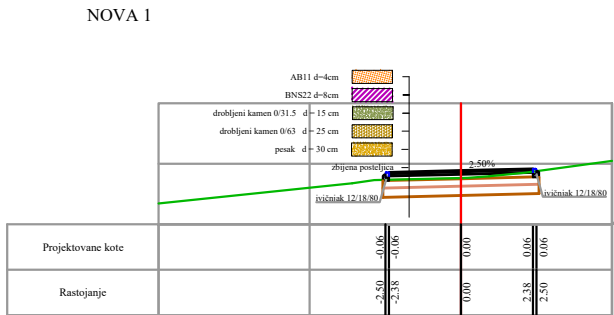 NOVA 1
AB11 d=4cm
BNS22 d=8cm
drobljeni kamen 0/31.5 d = 15 cm
drobljeni kamen 0/63 d = 25 cm
pesak d = 30 cm
zbijena posteljica
2.50%
ivičnjak 12/18/80
ivičnjak 12/18/80
Projektovane kote
-0.06
-0.06
0.00
0.06
0.06
Rastojanje
-2.50
-2.38
0.00
2.38
2.50